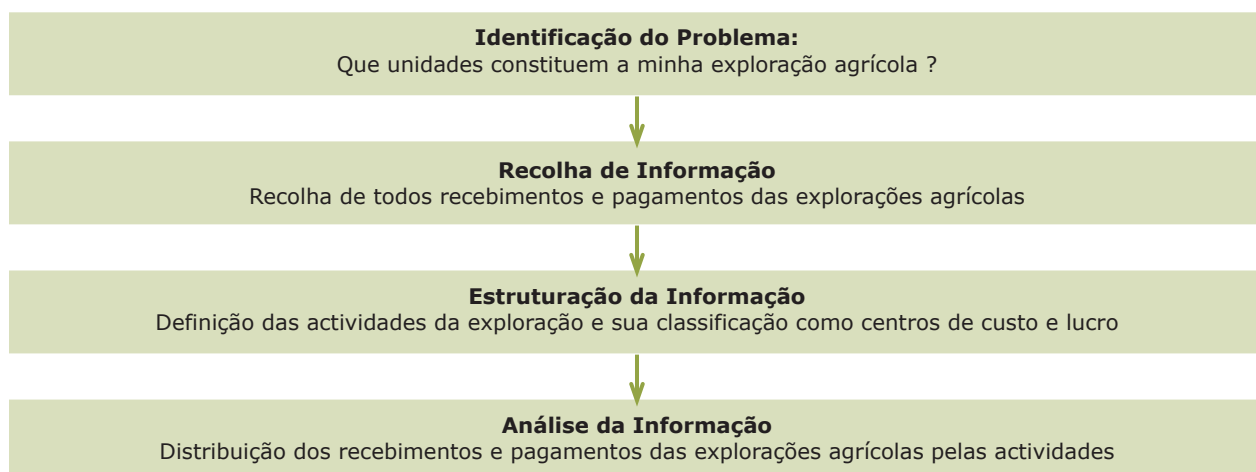 Identificação do Problema:
Que unidades constituem a minha exploração agrícola ?
Recolha de Informação
Recolha de todos recebimentos e pagamentos das explorações agrícolas
Estruturação da Informação
Definição das actividades da exploração e sua classificação como centros de custo e lucro
Análise da Informação
Distribuição dos recebimentos e pagamentos das explorações agrícolas pelas actividades